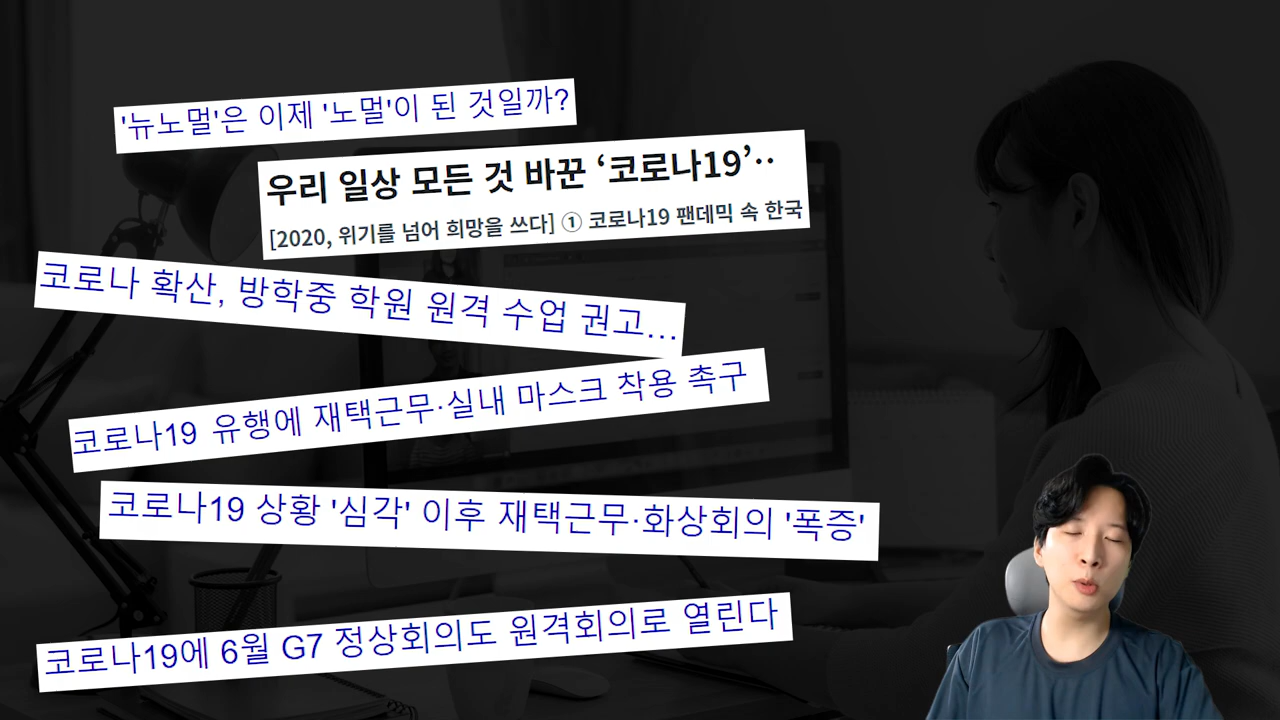 '뉴노멀'은 이제 '노멀'이 된 것일까?
우리 일상 모든 것 바꾼 ‘코로나19’··
[2020, 위기를 넘어 희망을 쓰다] ① 코로나19 팬데믹 속 한국
코로나 확산, 방학중 학원 원격 수업 권고…
코로나19 유행에 재택근무·실내 마스크 착용 촉구
코로나19 상황 '심각' 이후 재택근무·화상회의 '폭증'
코로나19에 6월 G7 정상회의도 원격회의로 열린다